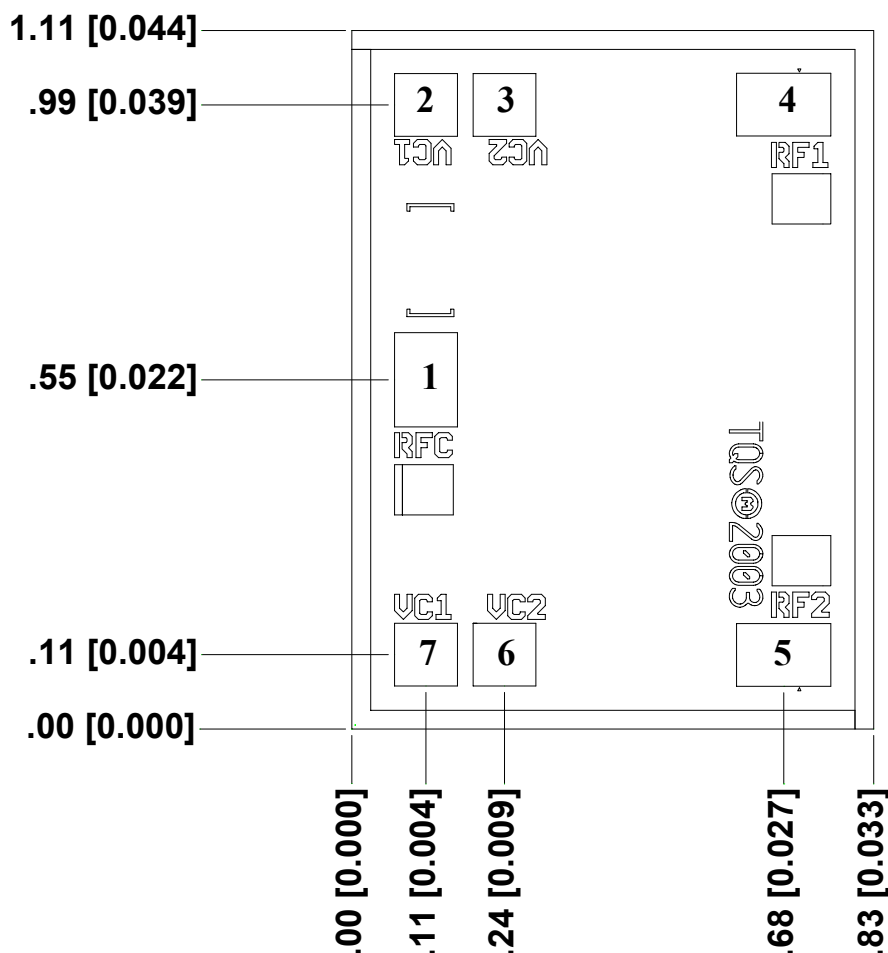 1.11 [0.044]
.99 [0.039]
2
3
4
VC1
VC2
RF1
.55 [0.022]
1
RFC
TQSⓂ2003
VC1
VC2
RF2
.11 [0.004]
7
6
5
.00 [0.000]
.00 [0.000]
.11 [0.004]
.24 [0.009]
.68 [0.027]
.83 [0.033]